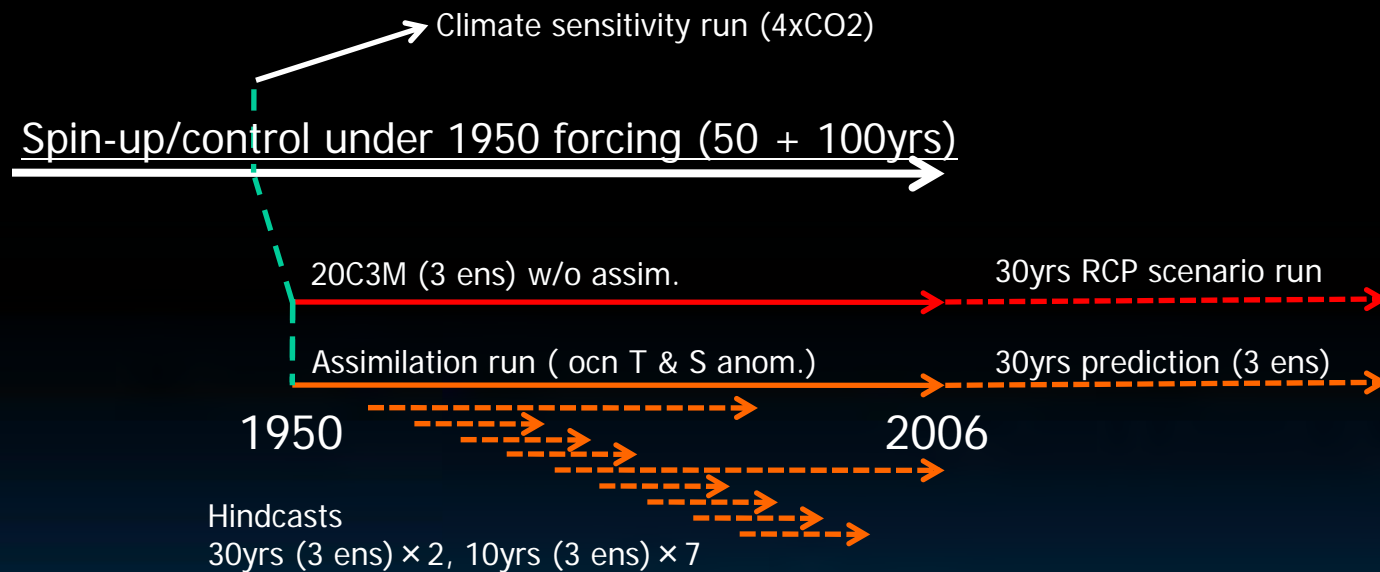 Climate sensitivity run (4xCO2)
Spin-up/control under 1950 forcing (50 + 100yrs)
20C3M (3 ens) w/o assim.
30yrs RCP scenario run
Assimilation run ( ocn T & S anom.)
30yrs prediction (3 ens)
1950
2006
Hindcasts
30yrs (3 ens) × 2, 10yrs (3 ens) × 7